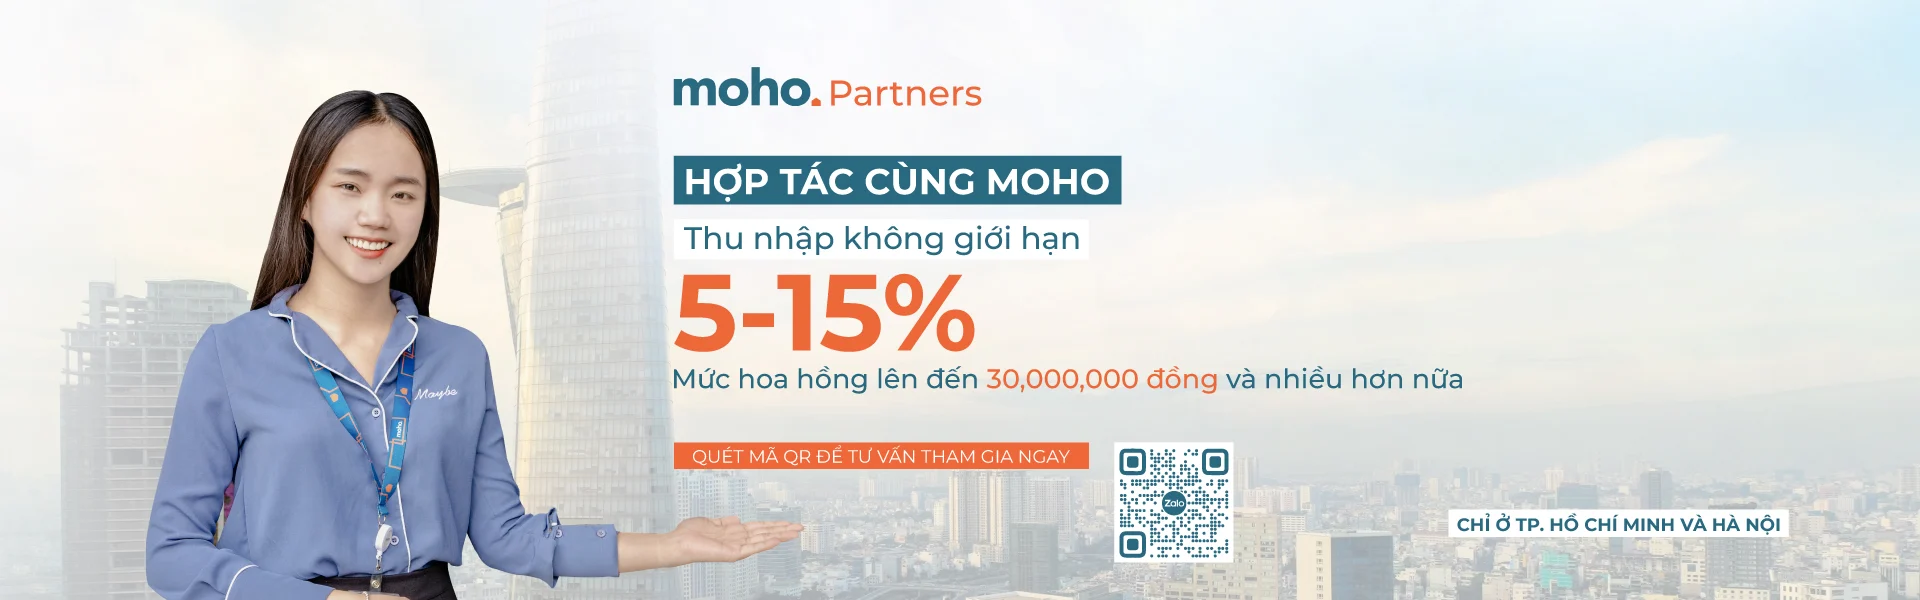 moho. Partners
HỢP TÁC CÙNG MOHO
Thu nhập không giới hạn
5-15%
Mức hoa hồng lên đến 30,000,000 đồng và nhiều hơn nữa
QUÉT MÃ QR ĐỂ TƯ VẤN THAM GIA NGAY
Zalo
CHỈ Ở TP. HỒ CHÍ MINH VÀ HÀ NỘI
Maybe
moho